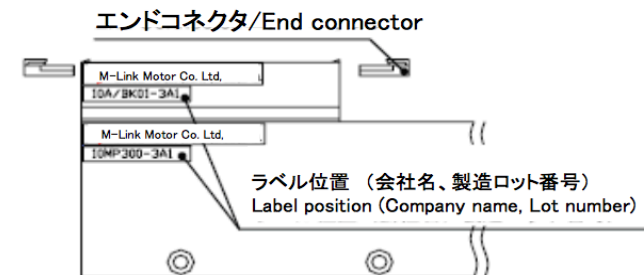 エンドコネクタ/End connector
M-Link Motor Co. Ltd,
10A/BK01-3A1
M-Link Motor Co. Ltd,
10MP300-3A1
ラベル位置 （会社名、製造ロット番号）
Label position (Company name, Lot number)